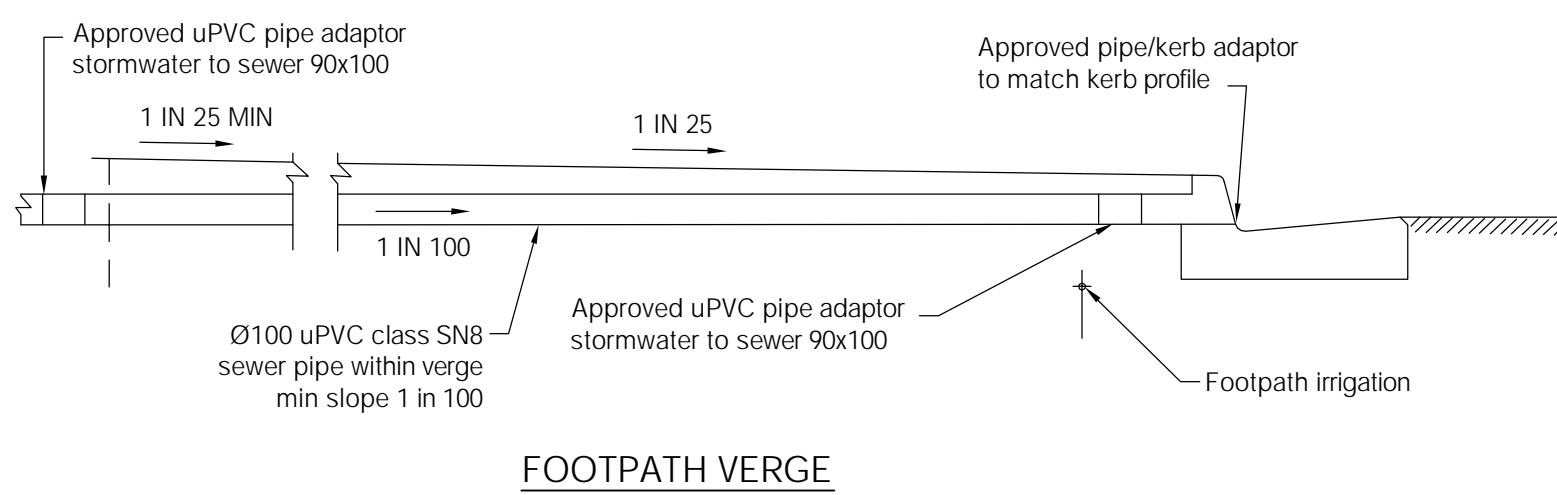 Approved uPVC pipe adaptor
stormwater to sewer 90x100
Approved pipe/kerb adaptor
to match kerb profile
1 IN 25 MIN
1 IN 25
1 IN 100
Ø100 uPVC class SN8
sewer pipe within verge
min slope 1 in 100
Approved uPVC pipe adaptor
stormwater to sewer 90x100
Footpath irrigation
FOOTPATH VERGE